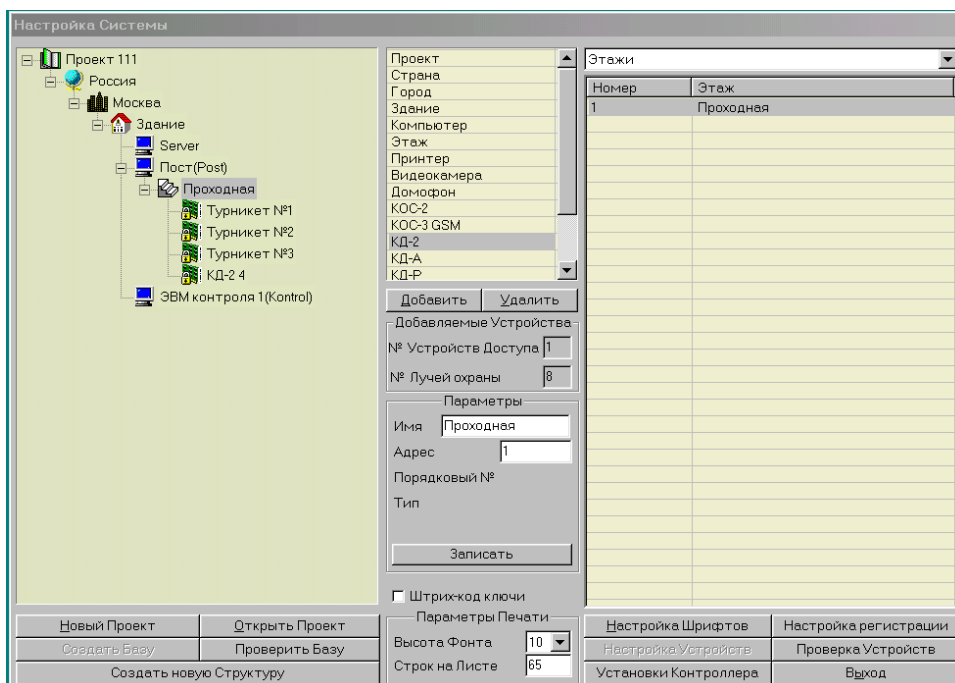 Настройка Системы
Проект 111
Россия
Москва
Здание
Server
Пост(Post)
Проходная
Турникет №1
Турникет №2
Турникет №3
КД-2 4
ЭВМ контроля 1(Kontrol)
Проект
Страна
Город
Здание
Компьютер
Этаж
Принтер
Видеокамера
Домофон
КОС-2
КОС-3 GSM
КД-2
КД-А
КД-Р
Добавить Удалить
Добавляемые Устройства
№ Устройств Доступа 1
№ Лучей охраны 8
Параметры
Имя Проходная
Адрес 1
Порядковый №
Тип
Записать
Штрих-код ключи
Параметры Печати
Высота Фонта 10
Строк на Листе 65
Этажи
Номер Этаж
1 Проходная
Новый Проект Открыть Проект
Создать Базу Проверить Базу
Создать новую Структуру
Настройка Шрифтов Настройка регистрации
Настройка Устройств Проверка Устройств
Установки Контроллера Выход